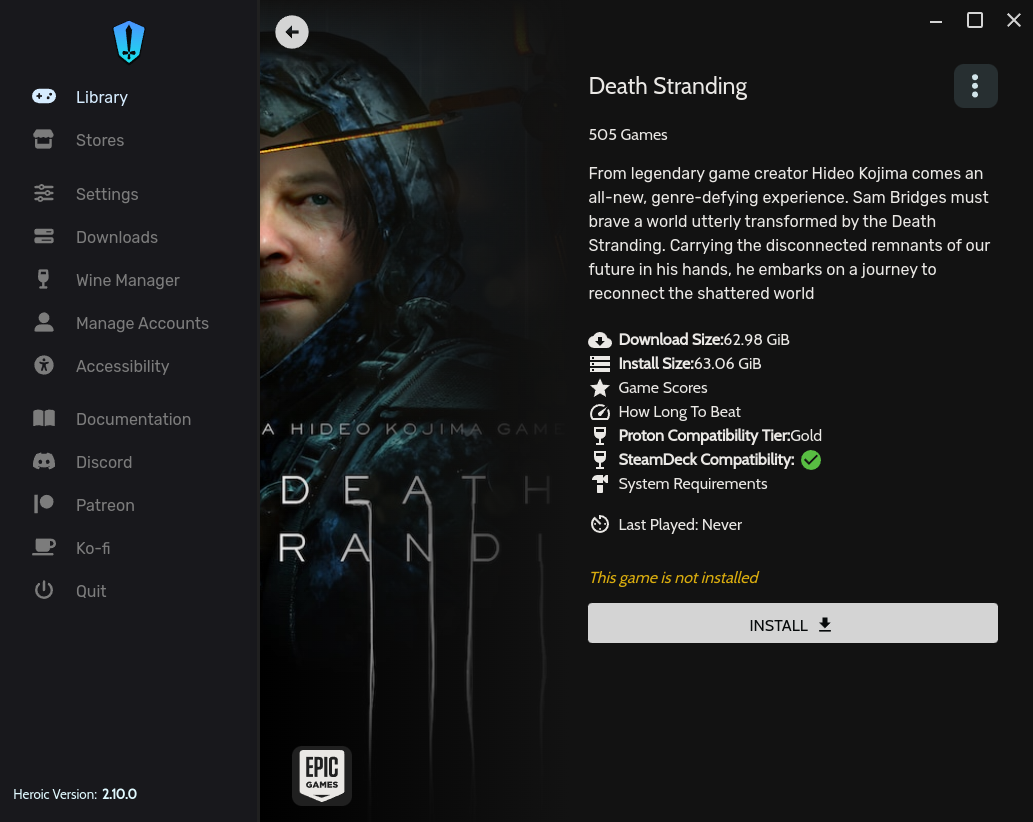 Library
Stores
Settings
Downloads
Wine Manager
Manage Accounts
Accessibility
Documentation
Discord
Patreon
Ko-fi
Quit
Heroic Version: 2.10.0
A HIDEO KOJIMA GAME
DEATH
RANDI
EPIC
GAMES
Death Stranding
505 Games
From legendary game creator Hideo Kojima comes an
all-new, genre-defying experience. Sam Bridges must
brave a world utterly transformed by the Death
Stranding. Carrying the disconnected remnants of our
future in his hands, he embarks on a journey to
reconnect the shattered world
Download Size:62.98 GiB
Install Size:63.06 GiB
Game Scores
How Long To Beat
Proton Compatibility Tier:Gold
SteamDeck Compatibility:
System Requirements
Last Played: Never
This game is not installed
INSTALL